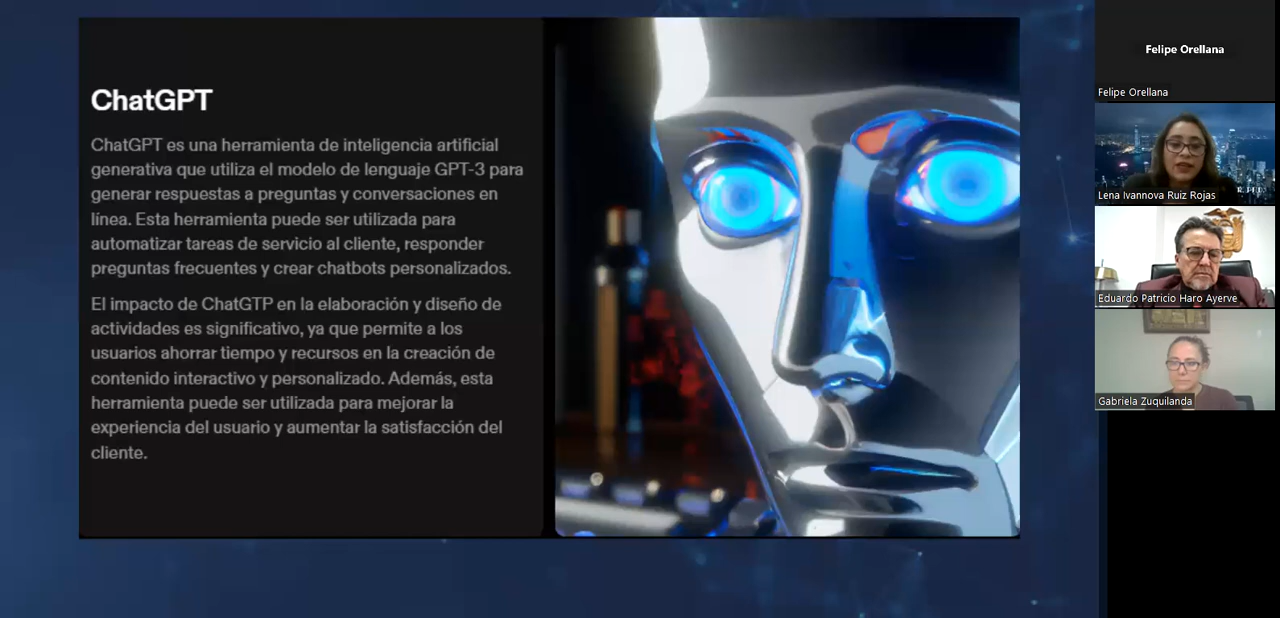 ChatGPT
ChatGPT es una herramienta de inteligencia artificial
generativa que utiliza el modelo de lenguaje GPT-3 para
generar respuestas a preguntas y conversaciones en
línea. Esta herramienta puede ser utilizada para
automatizar tareas de servicio al cliente, responder
preguntas frecuentes y crear chatbots personalizados.
El impacto de ChatGTP en la elaboración y diseño de
actividades es significativo, ya que permite a los
usuarios ahorrar tiempo y recursos en la creación de
contenido interactivo y personalizado. Además, esta
herramienta puede ser utilizada para mejorar la
experiencia del usuario y aumentar la satisfacción del
cliente.
Felipe Orellana
Felipe Orellana
Lena Ivannova Ruiz Rojas
Eduardo Patricio Haro Ayerve
Gabriela Zuquilanda